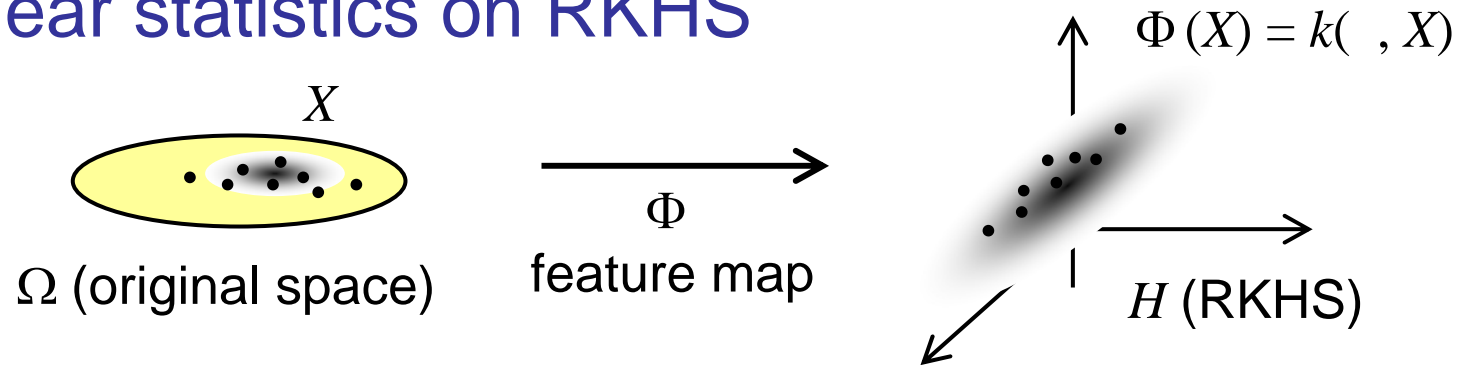 ear statistics on RKHS
Φ (X) = k( , X)
X
Φ
feature map
Ω (original space)
H (RKHS)